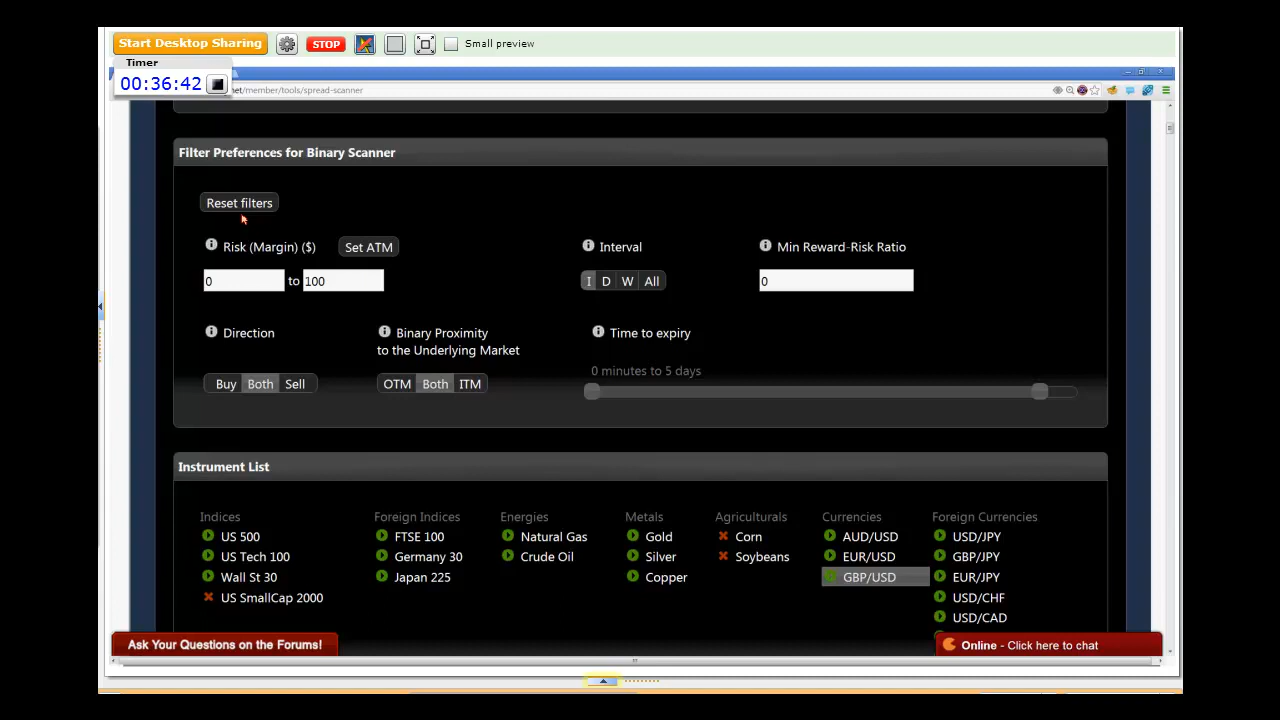 Start Desktop Sharing
STOP
Small preview
Timer
00:36:42
net/member/tools/spread-scanner
Filter Preferences for Binary Scanner
Reset filters
Risk (Margin) ($)
Set ATM
Interval
Min Reward-Risk Ratio
0 to 100
I D W All
0
Direction
Binary Proximity
to the Underlying Market
Time to expiry
0 minutes to 5 days
Buy Both Sell
OTM Both ITM
Instrument List
Indices Foreign Indices Energies Metals Agriculturals Currencies Foreign Currencies
US 500 FTSE 100 Natural Gas Gold Corn AUD/USD USD/JPY
US Tech 100 Germany 30 Crude Oil Silver Soybeans EUR/USD GBP/JPY
Wall St 30 Japan 225 Copper GBP/USD EUR/JPY
US SmallCap 2000 USD/CHF
USD/CAD
Ask Your Questions on the Forums!
Online - Click here to chat